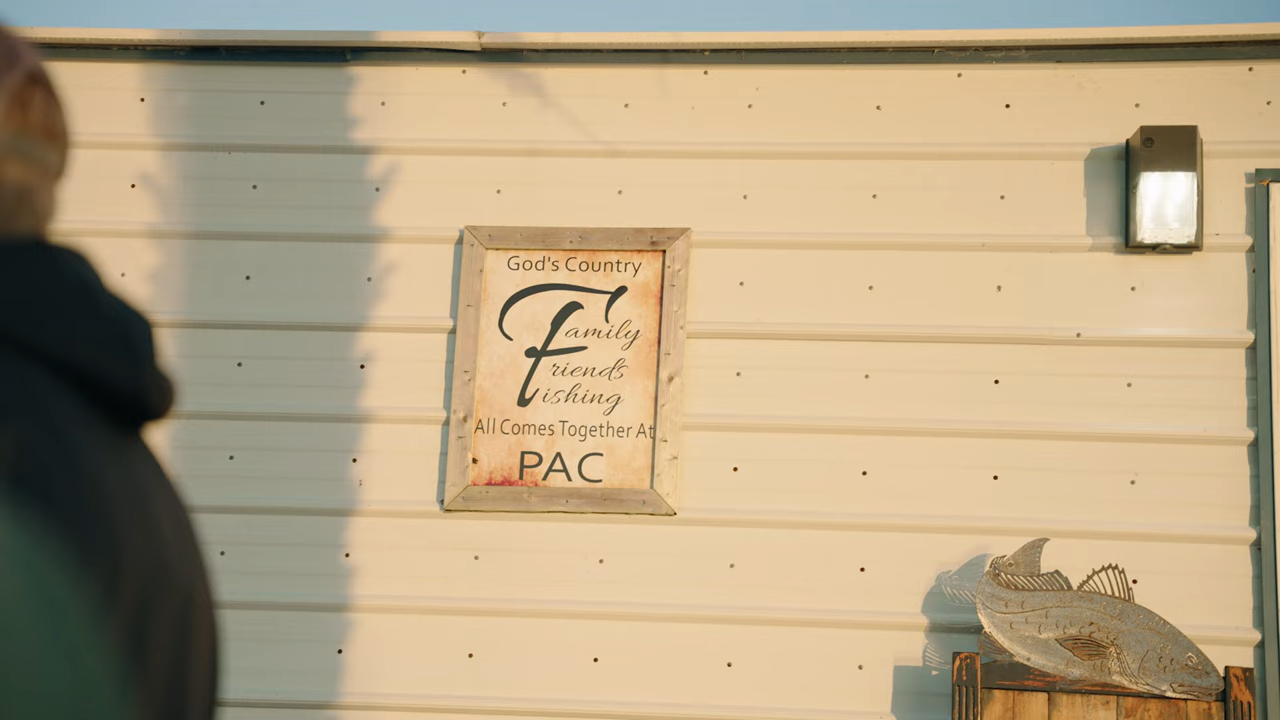 God's Country
Family
Friends
Fishing
All Comes Together At
PAC